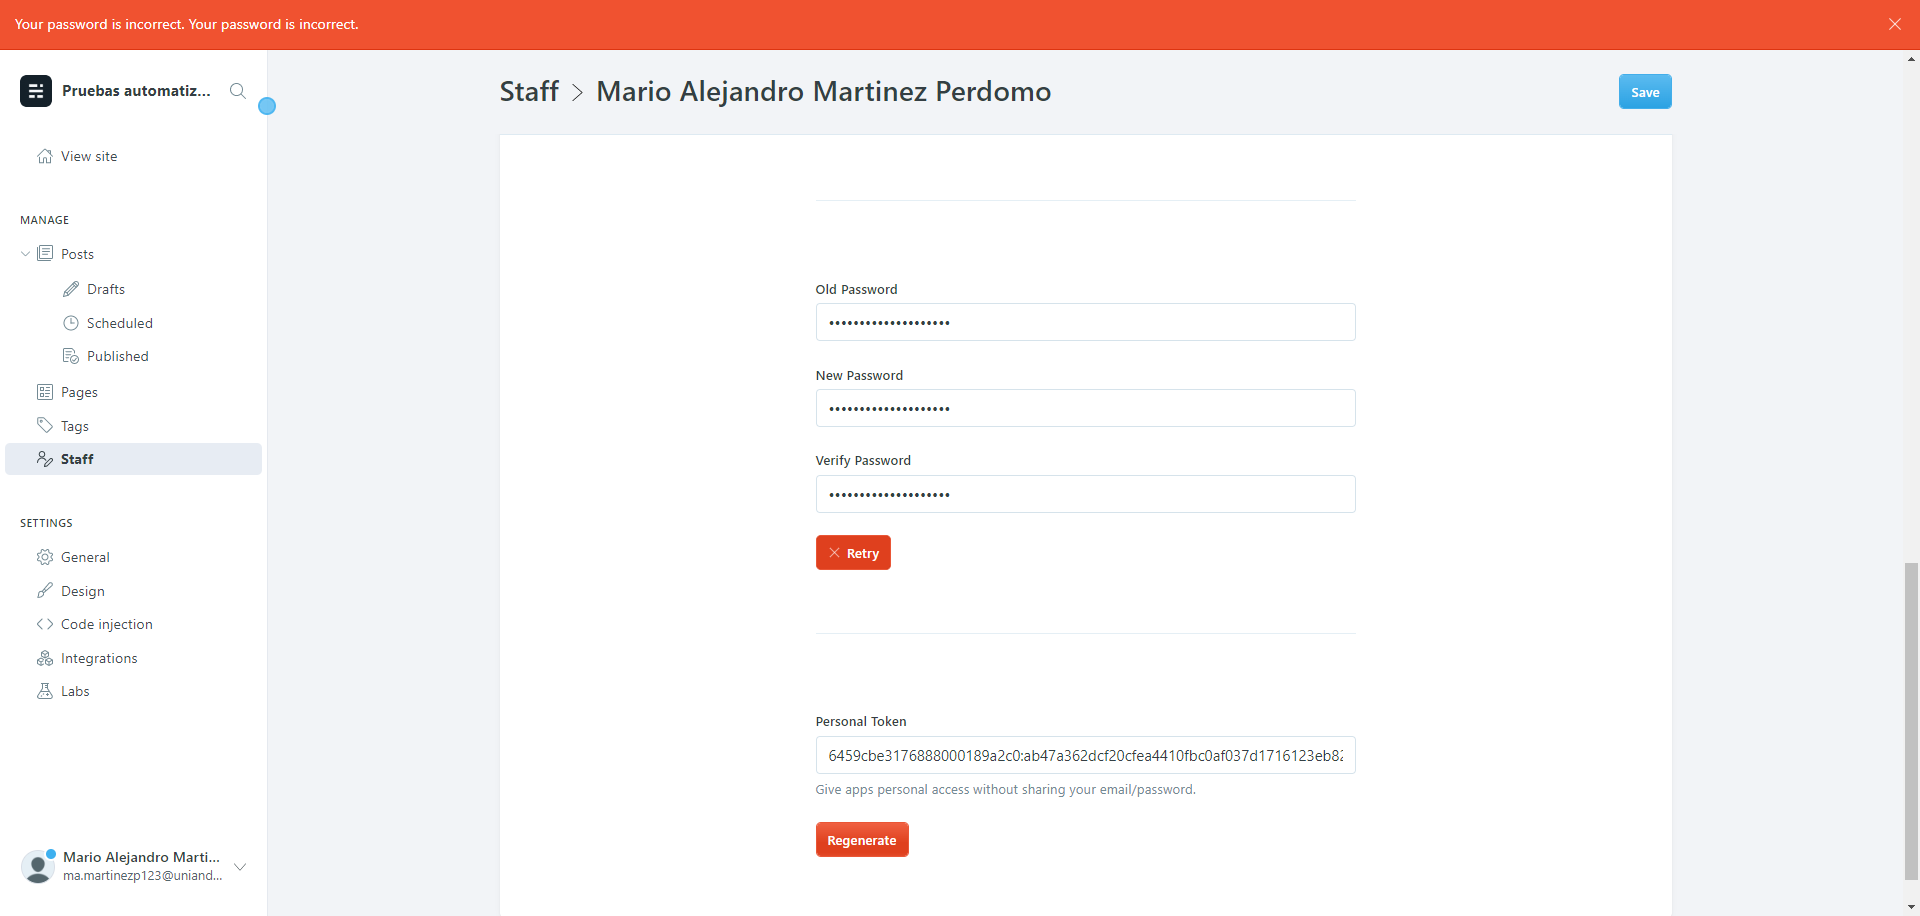 Your password is incorrect. Your password is incorrect.
Pruebas automatiz...
View site
MANAGE
Posts
Drafts
Scheduled
Published
Pages
Tags
Staff
SETTINGS
General
Design
Code injection
Integrations
Labs
Mario Alejandro Marti...
ma.martinezp123@uniand...
Staff > Mario Alejandro Martinez Perdomo
Save
Old Password
••••••••••••••••••••
New Password
••••••••••••••••••••
Verify Password
••••••••••••••••••••
Retry
Personal Token
6459cbe3176888000189a2c0:ab47a362dcf20cfea4410fbc0af037d1716123eb82
Give apps personal access without sharing your email/password.
Regenerate